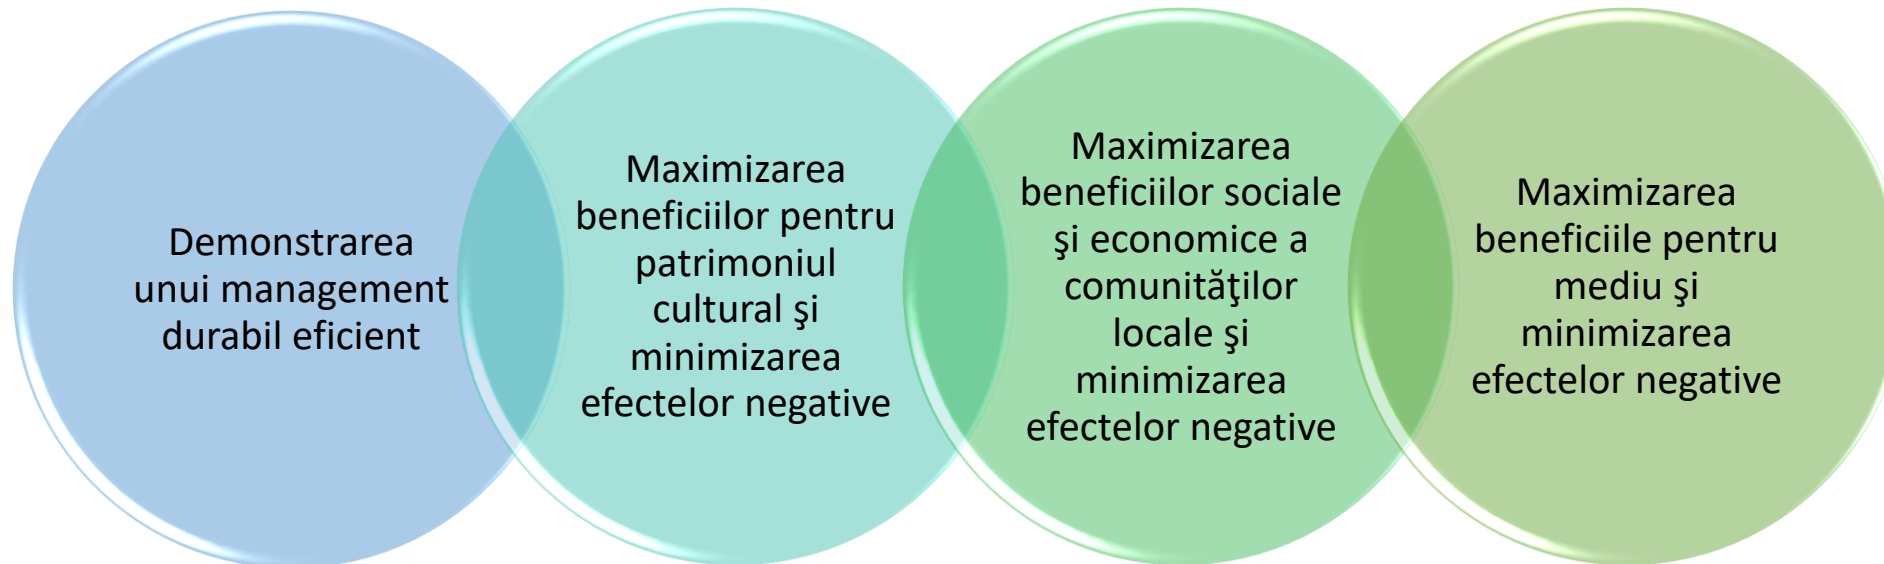 Demonstrarea
unui management
durabil eficient
Maximizarea
beneficiilor pentru
patrimoniul
cultural şi
minimizarea
efectelor negative
Maximizarea
beneficiilor sociale
şi economice a
comunităţilor
locale şi
minimizarea
efectelor negative
Maximizarea
beneficiile pentru
mediu şi
minimizarea
efectelor negative